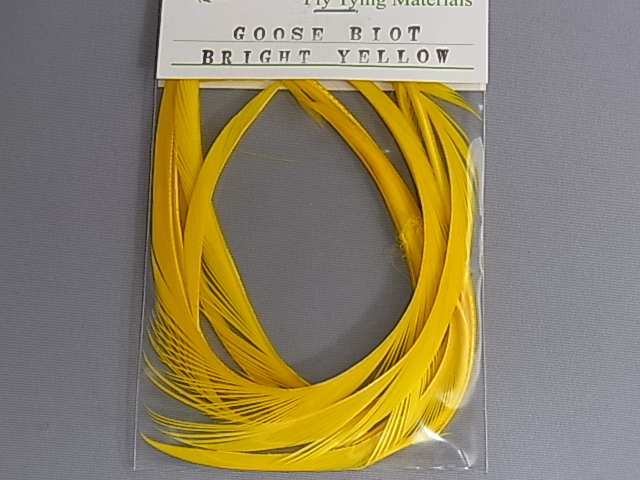 Fly Tying Materials
GOOSE BIOT
BRIGHT YELLOW